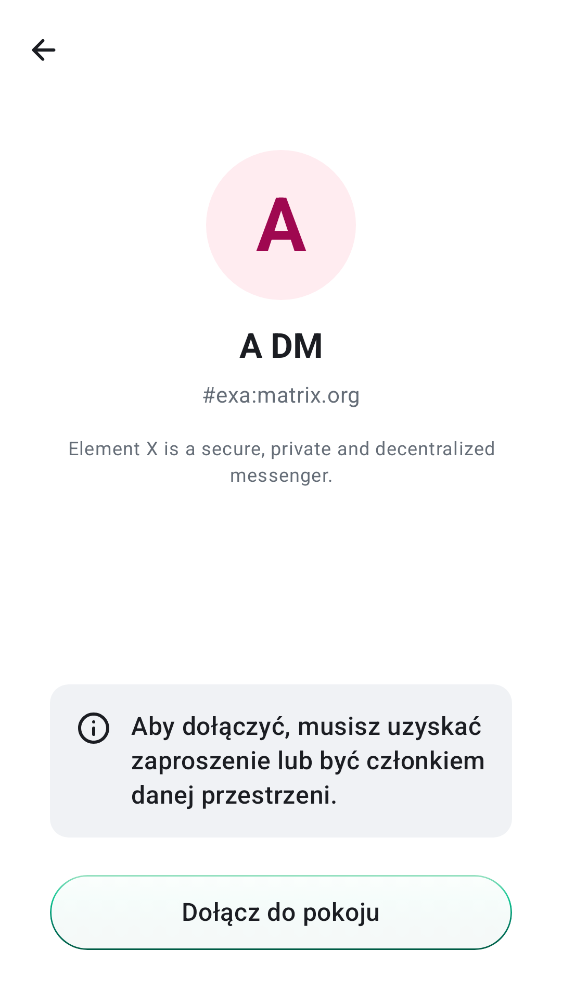 A
A DM
#exa:matrix.org
Element X is a secure, private and decentralized
messenger.
Aby dołączyć, musisz uzyskać
zaproszenie lub być członkiem
danej przestrzeni.
Dołącz do pokoju